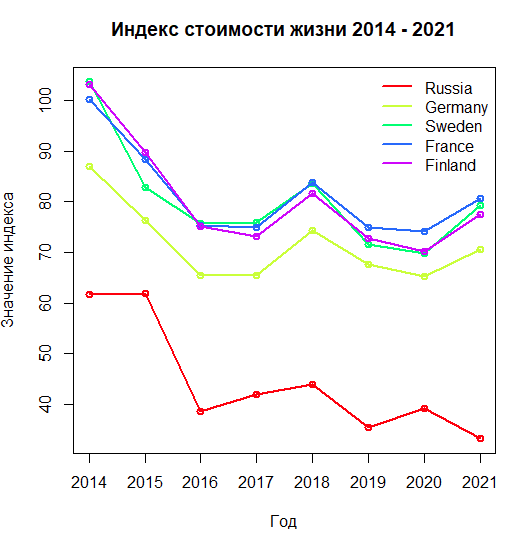 Индекс стоимости жизни 2014 - 2021
Russia
Germany
Sweden
France
Finland
Значение индекса
100
90
80
70
60
50
40
2014 2015 2016 2017 2018 2019 2020 2021
Год